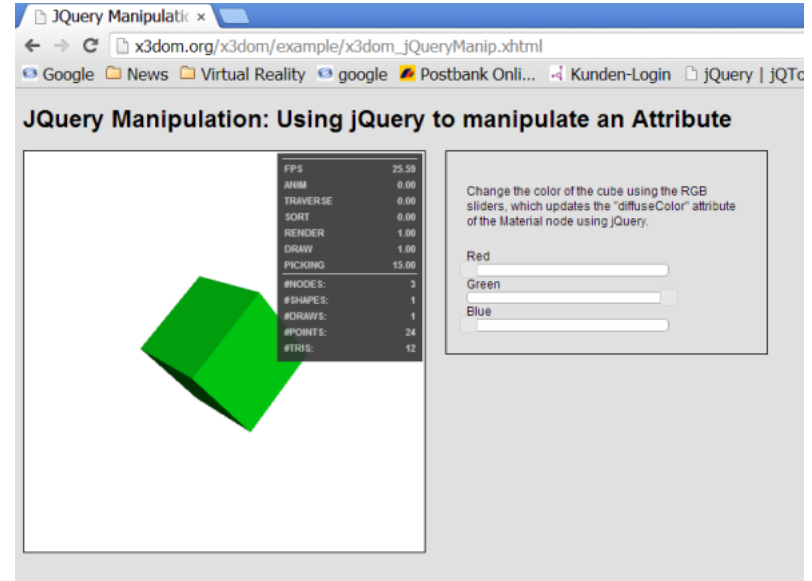 JQuery Manipulatic ×
x3dom.org/x3dom/example/x3dom_jQueryManip.xhtml
Google News Virtual Reality google Postbank Onli... Kunden-Login jQuery | jQTo
JQuery Manipulation: Using jQuery to manipulate an Attribute
FPS 25.59
ANIM 0.00
TRAVERSE 0.00
SORT 0.00
RENDER 1.00
DRAW 1.00
PICKING 15.00
#NODES: 3
#SHAPES: 1
#DRAWS: 1
#POINTS: 24
#TRIS: 12
Change the color of the cube using the RGB
sliders, which updates the "diffuseColor" attribute
of the Material node using jQuery.
Red
Green
Blue